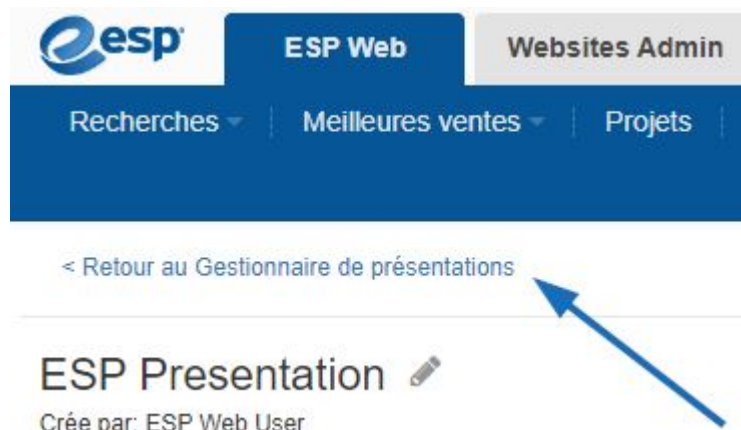 esp
ESP Web
Websites Admin
Recherches
Meilleures ventes
Projets
< Retour au Gestionnaire de présentations
ESP Presentation
Crée par: ESP Web User